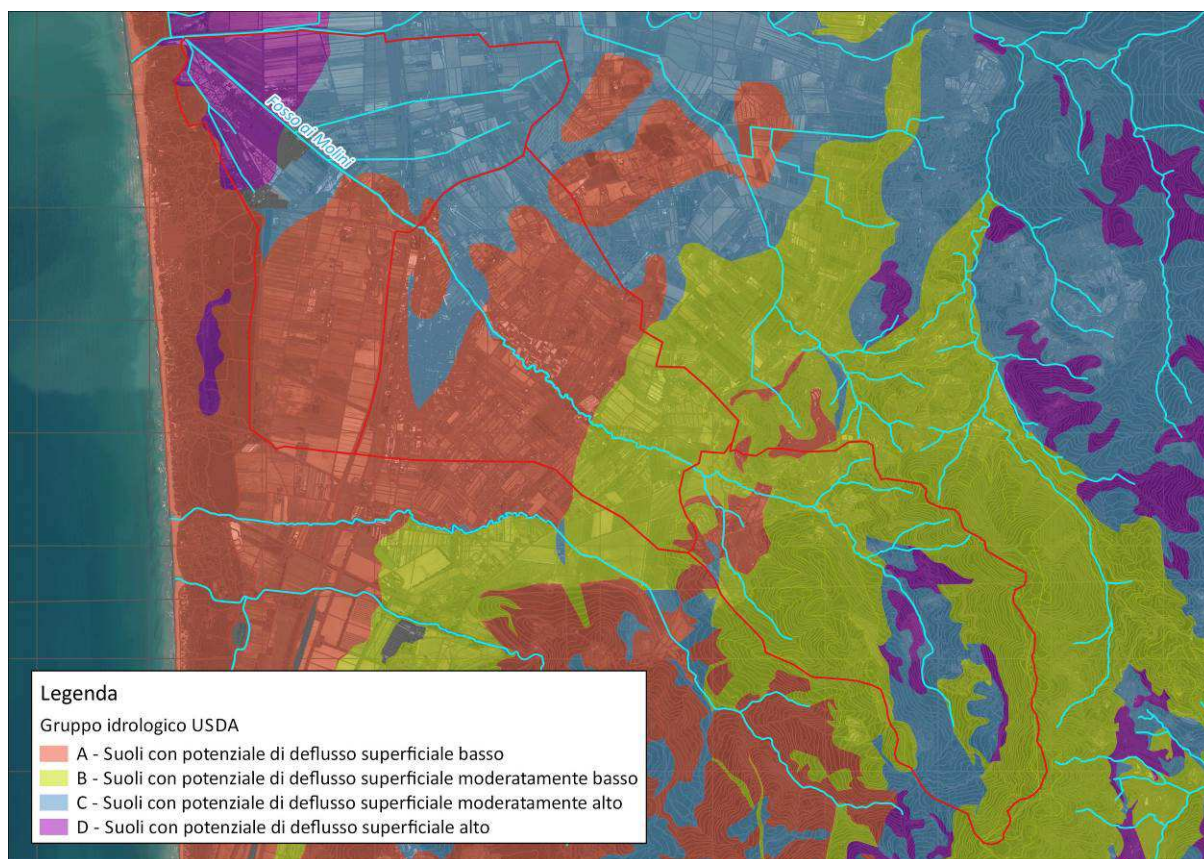 Fosso ai Molini
Legenda
Gruppo idrologico USDA
A - Suoli con potenziale di deflusso superficiale basso
B - Suoli con potenziale di deflusso superficiale moderatamente basso
C - Suoli con potenziale di deflusso superficiale moderatamente alto
D - Suoli con potenziale di deflusso superficiale alto